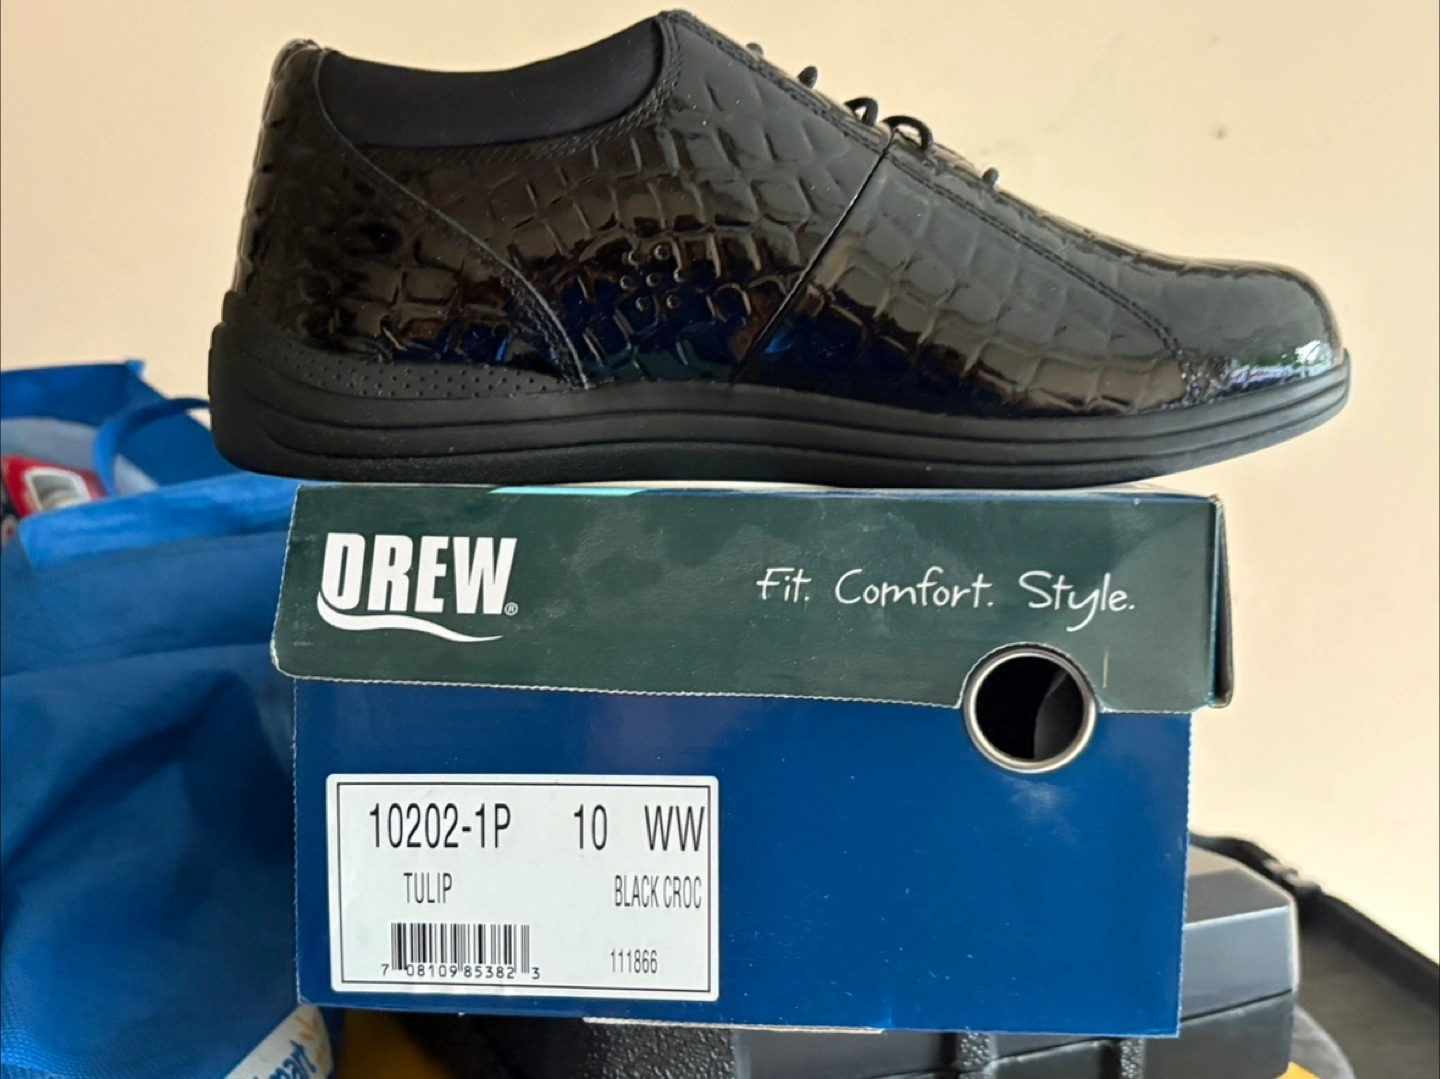 DREW®
Fit. Comfort. Style.
10202-1P 10 WW
TULIP BLACK CROC
7 08109 85382 3
111866